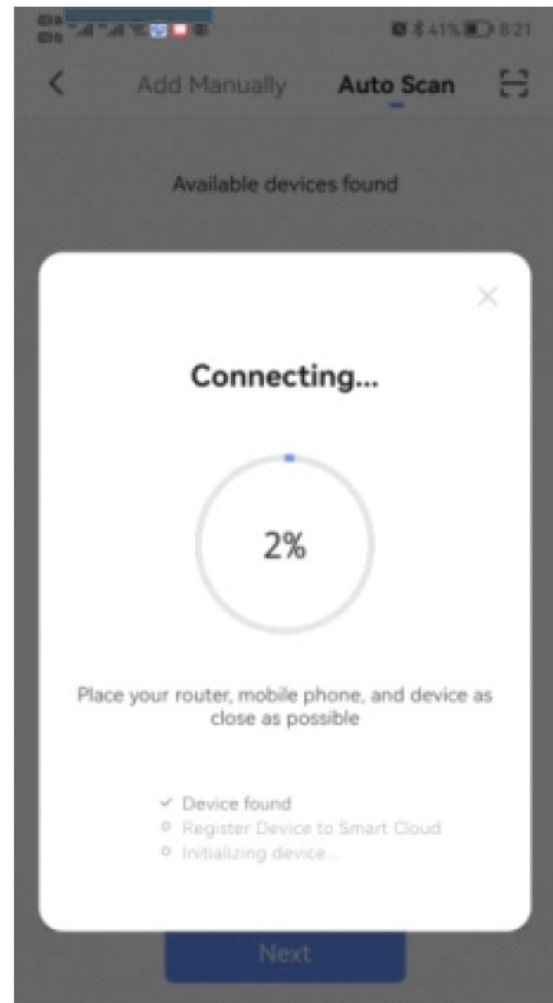 41% 8:21
Add Manually Auto Scan
Available devices found
Connecting...
2%
Place your router, mobile phone, and device as
close as possible
Device found
Register Device to Smart Cloud
Initializing device...
Next